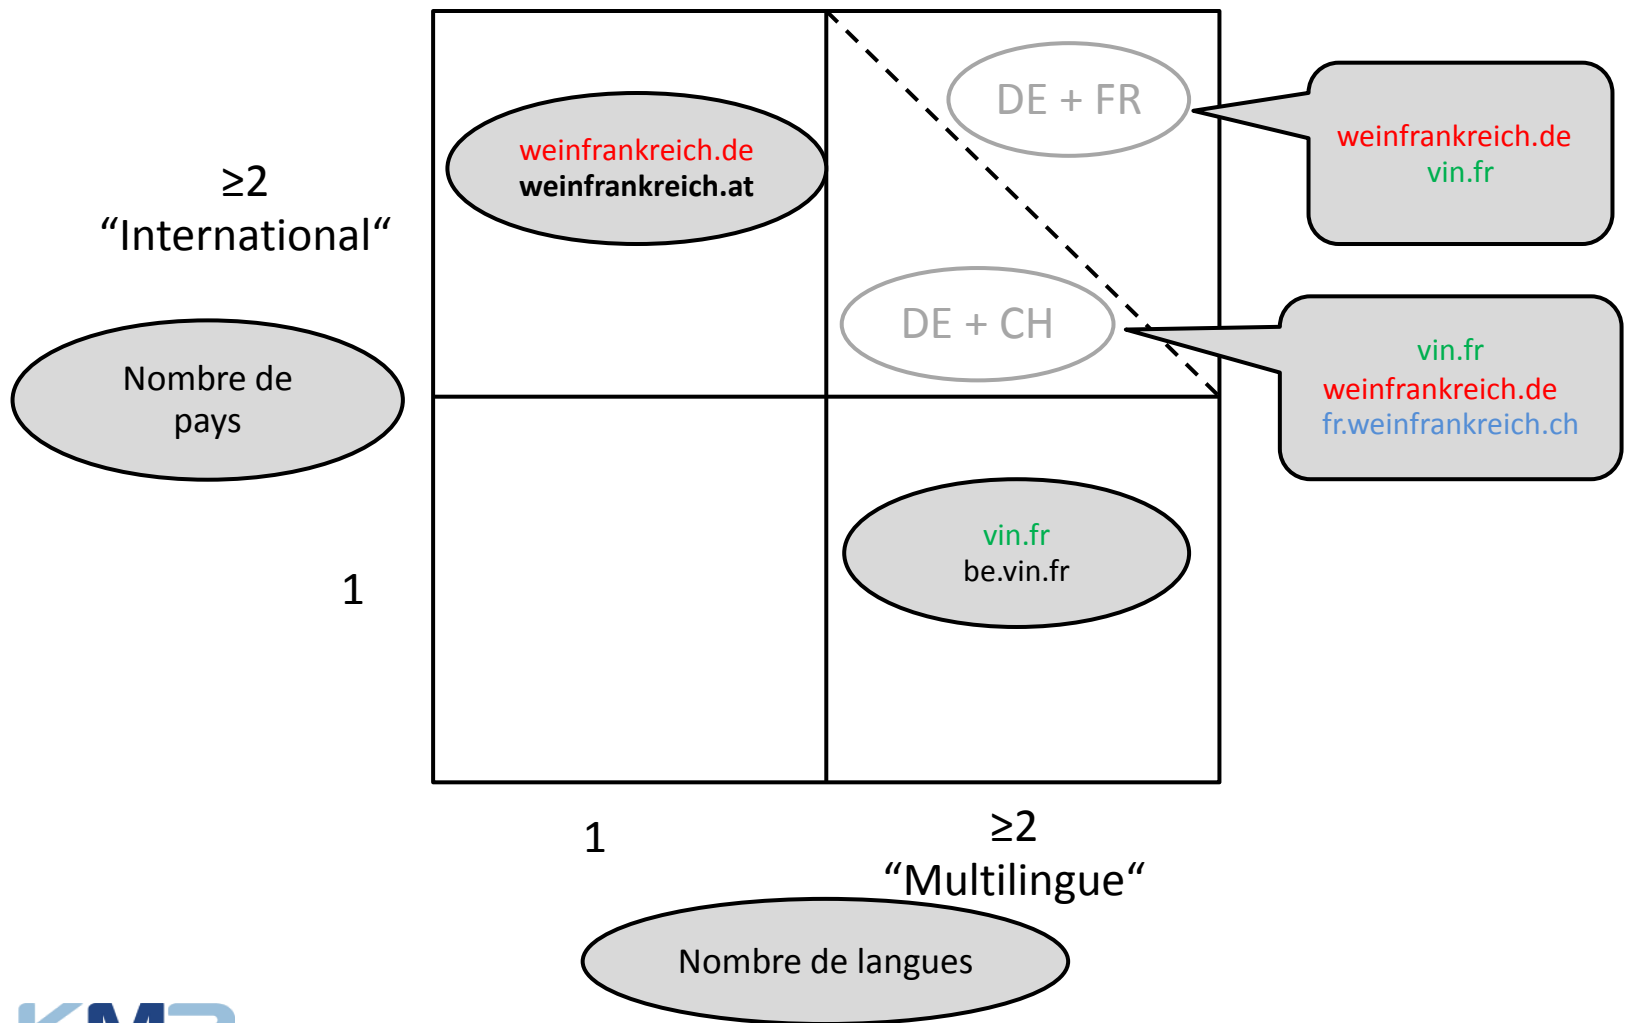 DE + FR
weinfrankreich.de
vin.fr
weinfrankreich.de
weinfrankreich.at
≥2
“International“
DE + CH
vin.fr
weinfrankreich.de
fr.weinfrankreich.ch
Nombre de
pays
vin.fr
be.vin.fr
1
1
≥2
“Multilingue“
Nombre de langues